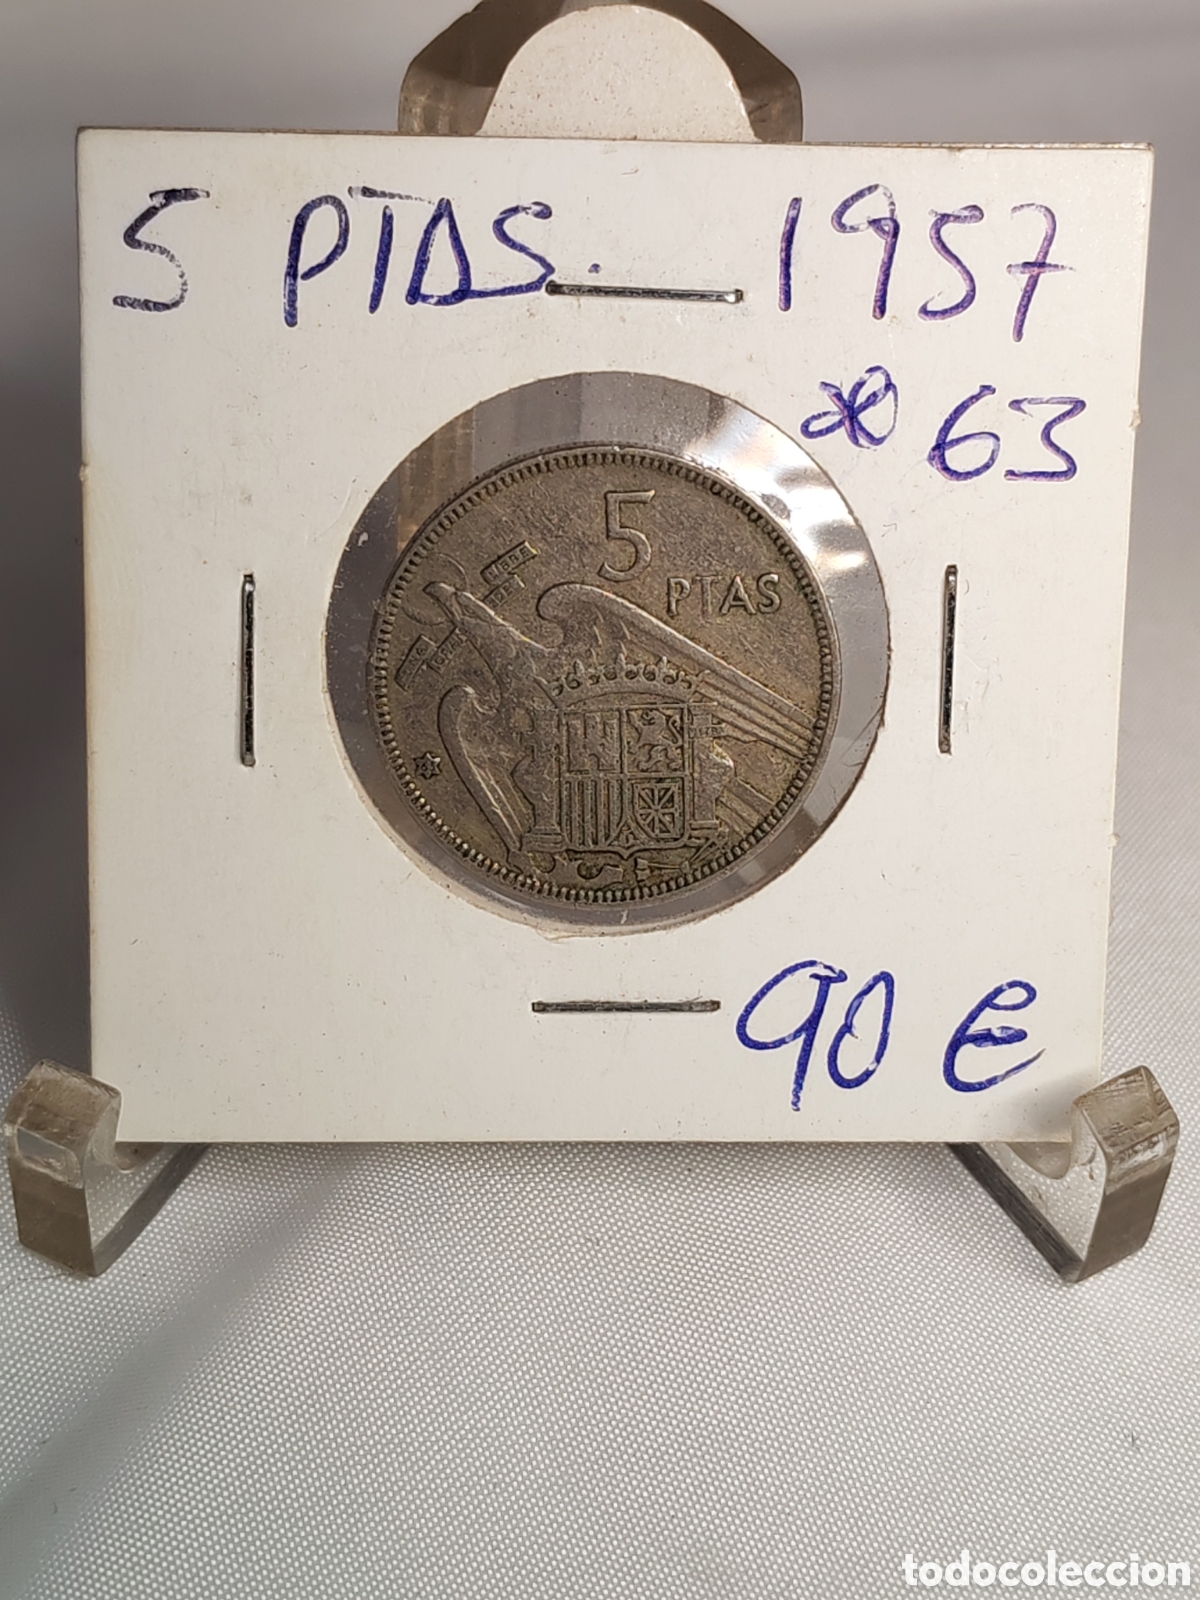 5 PTAS. 1957
* 63
5
PTAS
90 €
todocoleccion